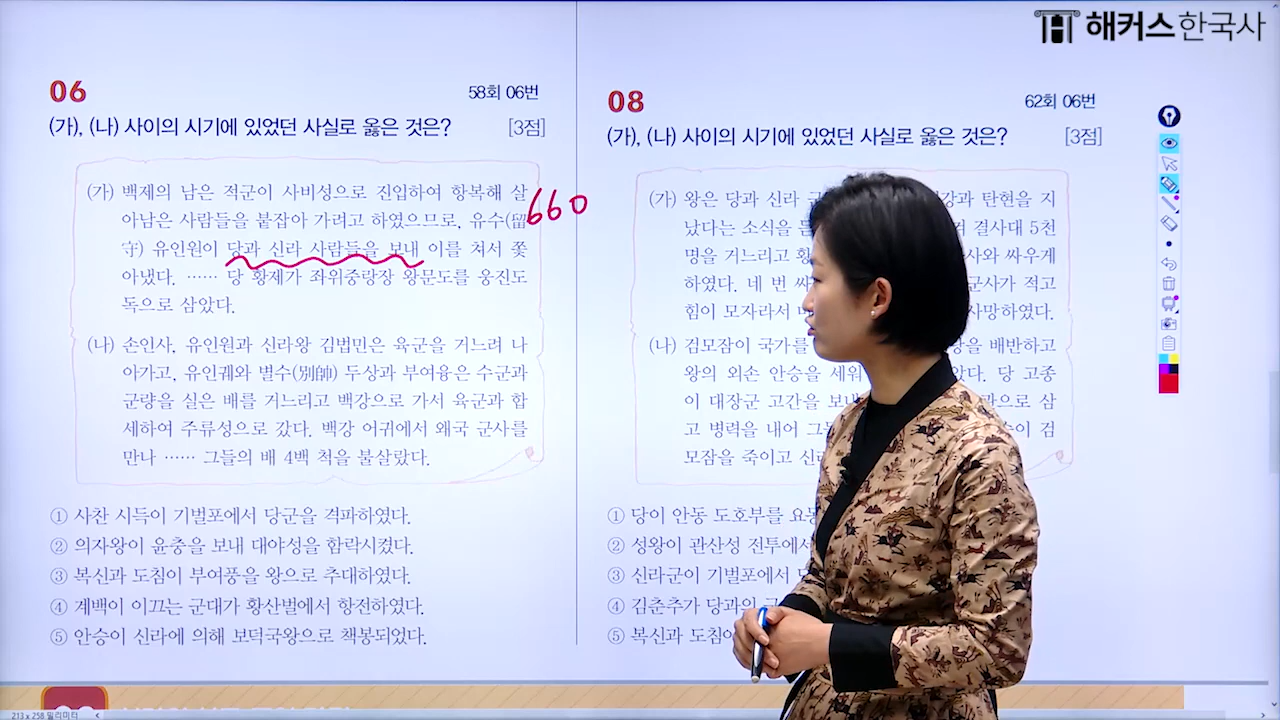 해커스한국사
06
58회 06번
(가), (나) 사이의 시기에 있었던 사실로 옳은 것은? [3점]
(가) 백제의 남은 적군이 사비성으로 진입하여 항복해 살
아남은 사람들을 붙잡아 가려고 하였으므로, 유수(留
守) 유인원이 당과 신라 사람들을 보내 이를 쳐서 쫓
아냈다. …… 당 황제가 좌위중랑장 왕문도를 웅진도
독으로 삼았다.
660
(나) 손인사, 유인원과 신라왕 김법민은 육군을 거느려 나
아가고, 유인궤와 별수(別帥) 두상과 부여융은 수군과
군량을 실은 배를 거느리고 백강으로 가서 육군과 합
세하여 주류성으로 갔다. 백강 어귀에서 왜국 군사를
만나 …… 그들의 배 4백 척을 불살랐다.
① 사찬 시득이 기벌포에서 당군을 격파하였다.
② 의자왕이 윤충을 보내 대야성을 함락시켰다.
③ 복신과 도침이 부여풍을 왕으로 추대하였다.
④ 계백이 이끄는 군대가 황산벌에서 항전하였다.
⑤ 안승이 신라에 의해 보덕국왕으로 책봉되었다.
08
62회 06번
(가), (나) 사이의 시기에 있었던 사실로 옳은 것은? [3점]
(가) 왕은 당과 신라 탄현을 지
났다는 소식을 결사대 5천
명을 거느리고 싸우게
하였다. 네 번 군사가 적고
힘이 모자라서 사망하였다.
(나) 김모잠이 국가를 배반하고
왕의 외손 안승을 당 고종
이 대장군 고간을 삼
고 병력을 내어 검
모잠을 죽이고
① 당이 안동 도호부를
② 성왕이 관산성 전투에서
③ 신라군이 기벌포에서
④ 김춘추가 당과의
⑤ 복신과
213 x 258 밀리미터